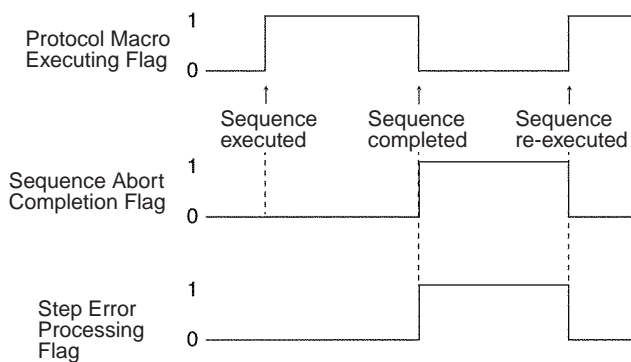 Protocol Macro
Executing Flag
1
0
Sequence
executed
Sequence
completed
Sequence
re-executed
Sequence Abort
Completion Flag
1
0
Step Error
Processing
Flag
1
0